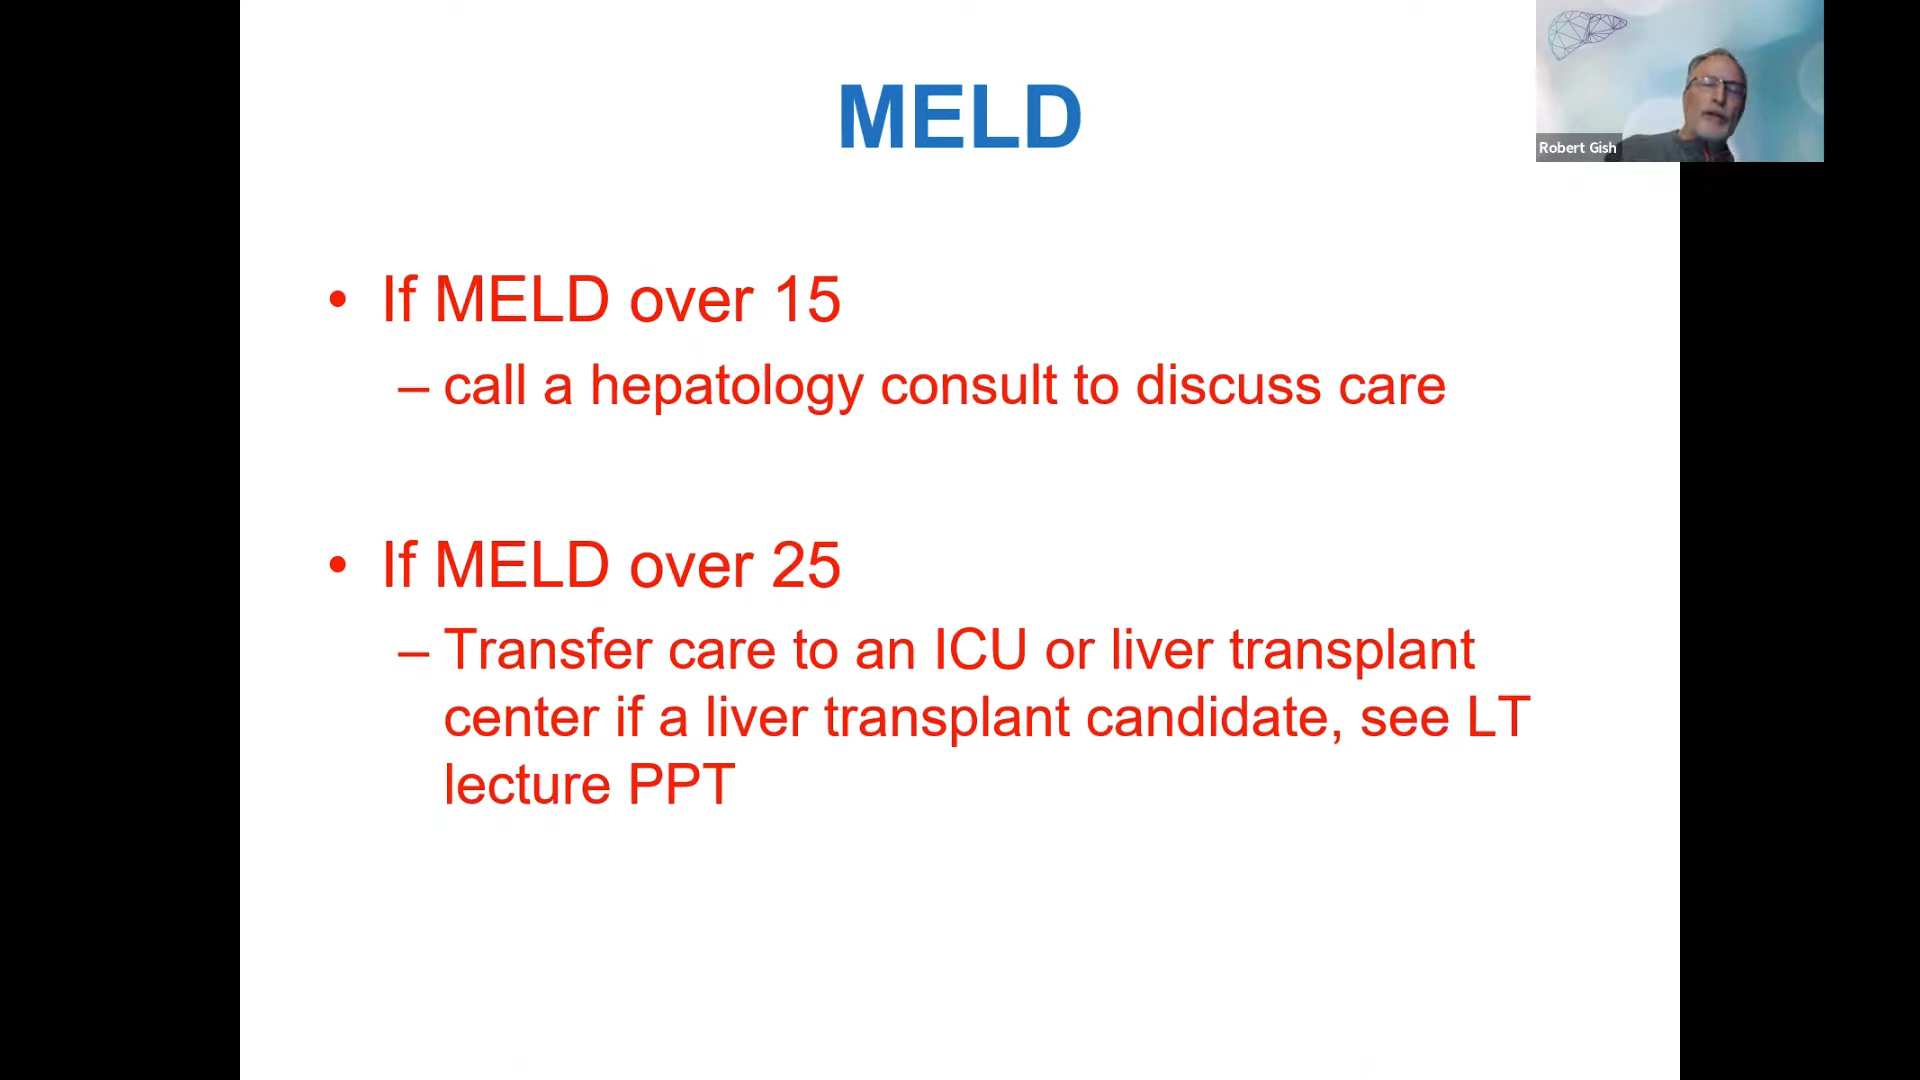 MELD
Robert Gish
• If MELD over 15
– call a hepatology consult to discuss care
• If MELD over 25
– Transfer care to an ICU or liver transplant
center if a liver transplant candidate, see LT
lecture PPT